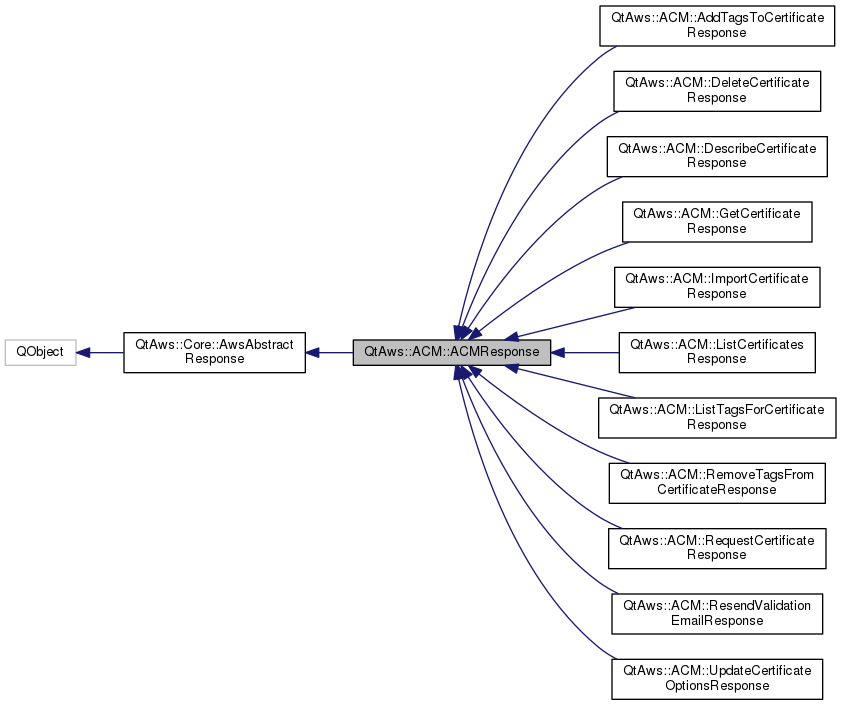 QObject
QtAws::Core::AwsAbstract
Response
QtAws::ACM::ACMResponse
QtAws::ACM::AddTagsToCertificate
Response
QtAws::ACM::DeleteCertificate
Response
QtAws::ACM::DescribeCertificate
Response
QtAws::ACM::GetCertificate
Response
QtAws::ACM::ImportCertificate
Response
QtAws::ACM::ListCertificates
Response
QtAws::ACM::ListTagsForCertificate
Response
QtAws::ACM::RemoveTagsFrom
CertificateResponse
QtAws::ACM::RequestCertificate
Response
QtAws::ACM::ResendValidation
EmailResponse
QtAws::ACM::UpdateCertificate
OptionsResponse